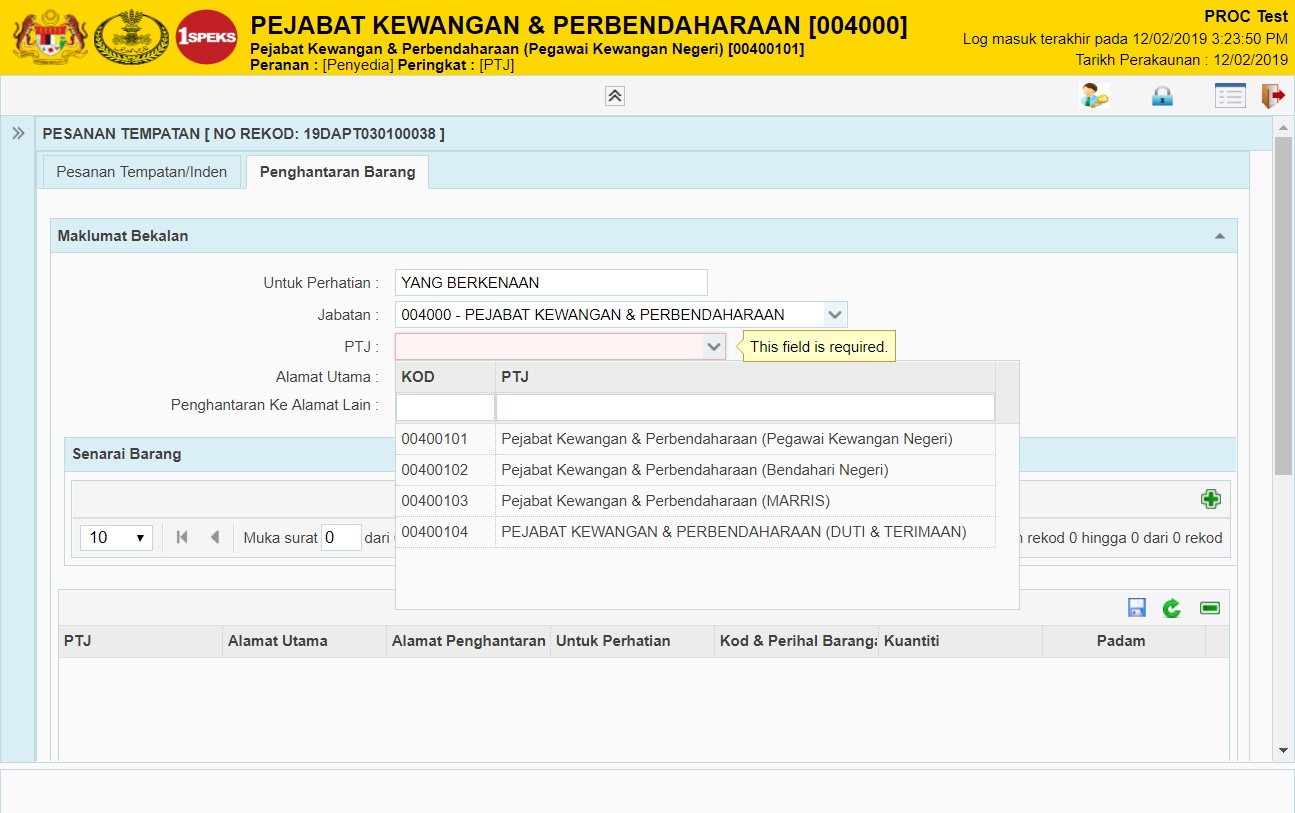 1SPEKS
PEJABAT KEWANGAN & PERBENDAHARAAN [004000]
Pejabat Kewangan & Perbendaharaan (Pegawai Kewangan Negeri) [00400101]
Peranan : [Penyedia] Peringkat : [PTJ]
PROC Test
Log masuk terakhir pada 12/02/2019 3:23:50 PM
Tarikh Perakaunan : 12/02/2019
PESANAN TEMPATAN [ NO REKOD: 19DAPT030100038 ]
Pesanan Tempatan/Inden
Penghantaran Barang
Maklumat Bekalan
Untuk Perhatian : YANG BERKENAAN
Jabatan : 004000 - PEJABAT KEWANGAN & PERBENDAHARAAN
PTJ : This field is required.
Alamat Utama :
Penghantaran Ke Alamat Lain :
KOD PTJ
00400101 Pejabat Kewangan & Perbendaharaan (Pegawai Kewangan Negeri)
00400102 Pejabat Kewangan & Perbendaharaan (Bendahari Negeri)
00400103 Pejabat Kewangan & Perbendaharaan (MARRIS)
00400104 PEJABAT KEWANGAN & PERBENDAHARAAN (DUTI & TERIMAAN)
Senarai Barang
10 Muka surat 0 dari rekod 0 hingga 0 dari 0 rekod
PTJ Alamat Utama Alamat Penghantaran Untuk Perhatian Kod & Perihal Baranga Kuantiti Padam